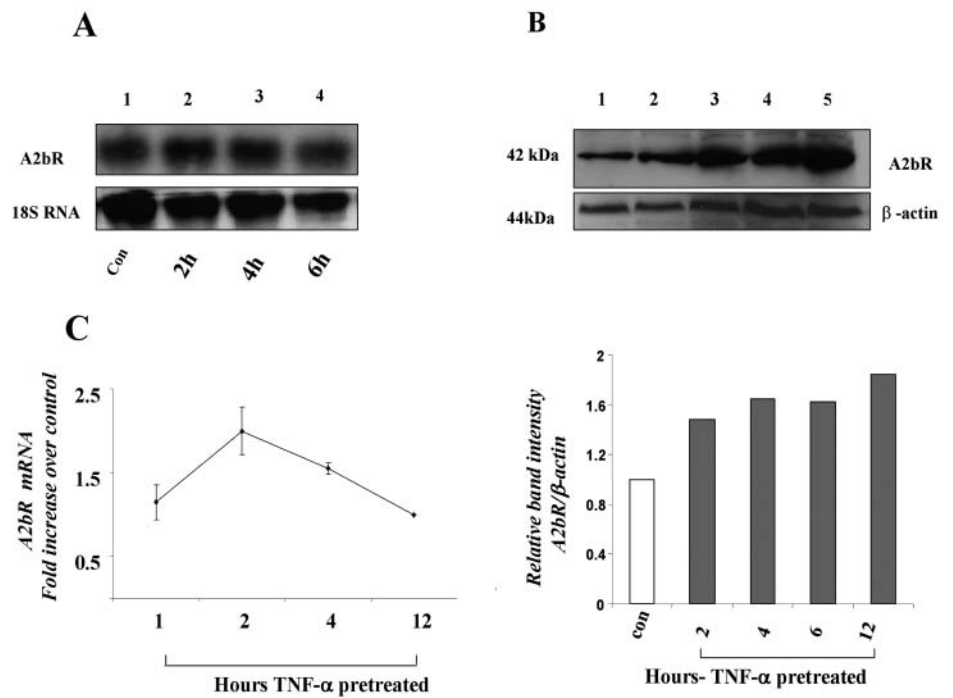 A
1 2 3 4
A2bR
18S RNA
Con 2h 4h 6h
B
1 2 3 4 5
42 kDa
A2bR
44kDa
β -actin
C
A2bR mRNA
Fold increase over control
2.5
1.5
0.5
1 2 4 12
Hours TNF-α pretreated
Relative band intensity
A2bR/β-actin
2
1.6
1.2
0.8
0.4
0
con 2 4 6 12
Hours- TNF-α pretreated